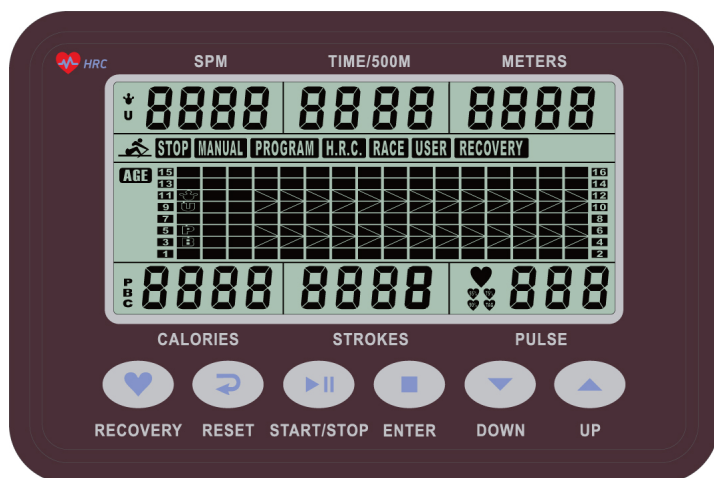 HRC SPM TIME/500M METERS
8888 88 88 8888
U
STOP MANUAL PROGRAM H.R.C. RACE USER RECOVERY
AGE 15 16
13 14
11 12
9 U 10
7 8
5 P 6
3 B 4
1 2
P
B 8888 8888 888
C
CALORIES STROKES PULSE
RECOVERY RESET START/STOP ENTER DOWN UP